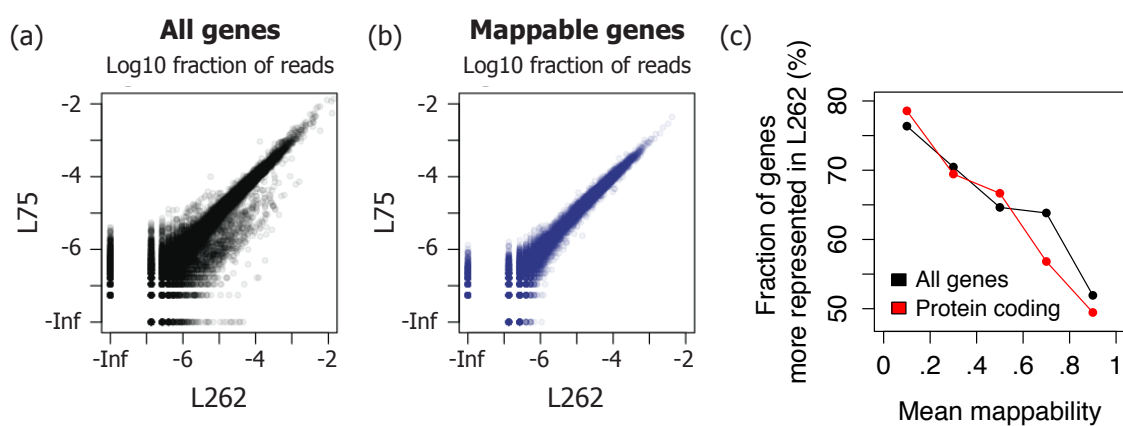 (a)
All genes
Log10 fraction of reads
-2
-4
-6
-Inf
L75
-Inf
-6
-4
-2
L262
(b)
Mappable genes
Log10 fraction of reads
-2
-4
-6
-Inf
L75
-Inf
-6
-4
-2
L262
(c)
Fraction of genes
more represented in L262 (%)
80
70
60
50
All genes
Protein coding
0
.2
.4
.6
.8
1
Mean mappability